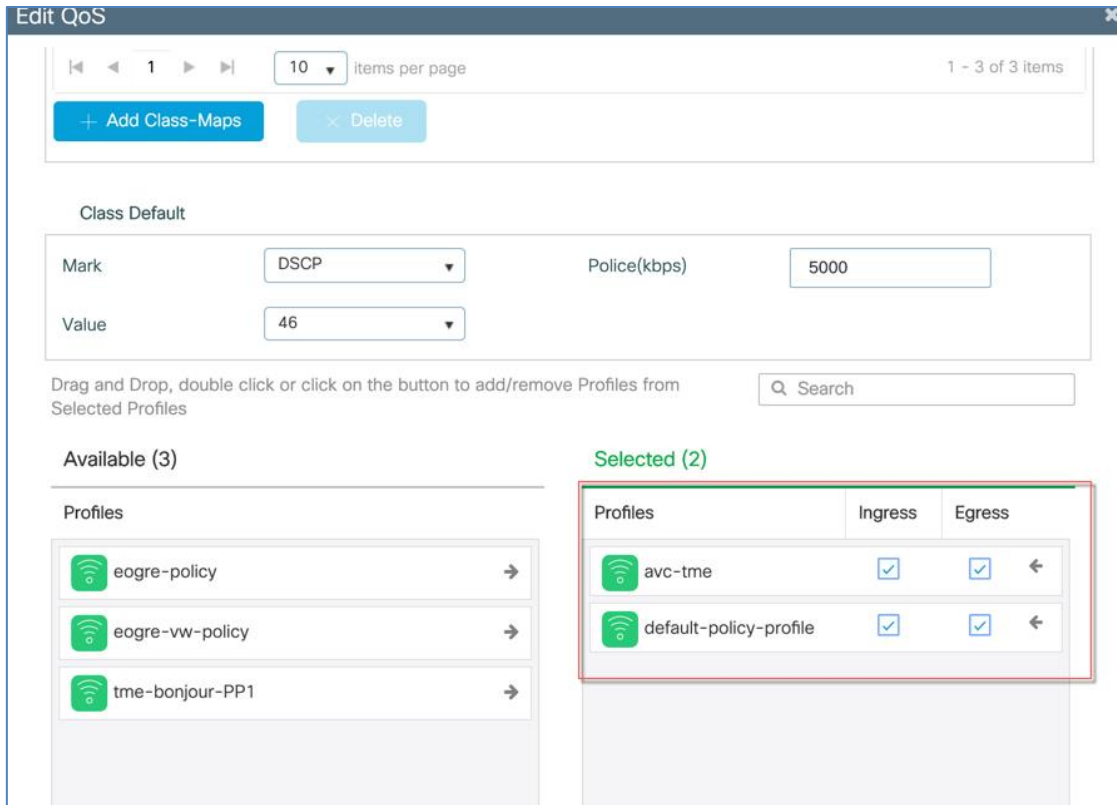 Edit QoS
1 10 items per page 1 - 3 of 3 items
+ Add Class-Maps × Delete
Class Default
Mark DSCP Police(kbps) 5000
Value 46
Drag and Drop, double click or click on the button to add/remove Profiles from
Selected Profiles
Search
Available (3) Selected (2)
Profiles Profiles Ingress Egress
eogre-policy avc-tme
eogre-vw-policy default-policy-profile
tme-bonjour-PP1